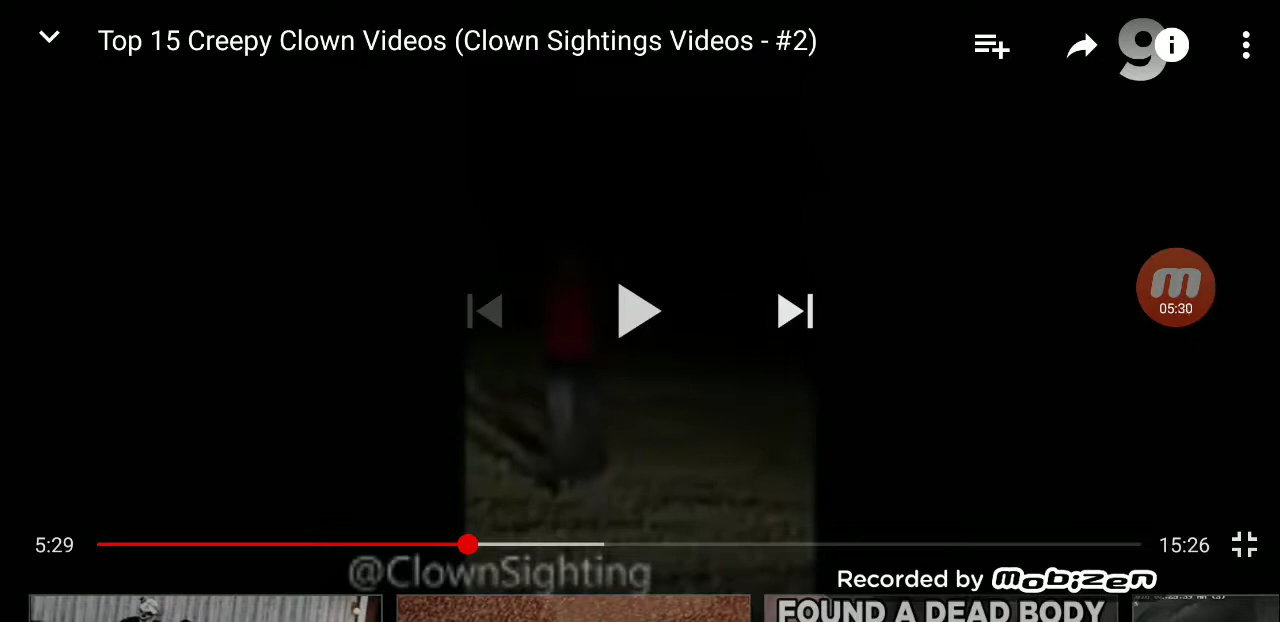 Top 15 Creepy Clown Videos (Clown Sightings Videos - #2)
9
i
m
05:30
5:29
15:26
@ClownSighting
Recorded by mobizen
FOUND A DEAD BODY